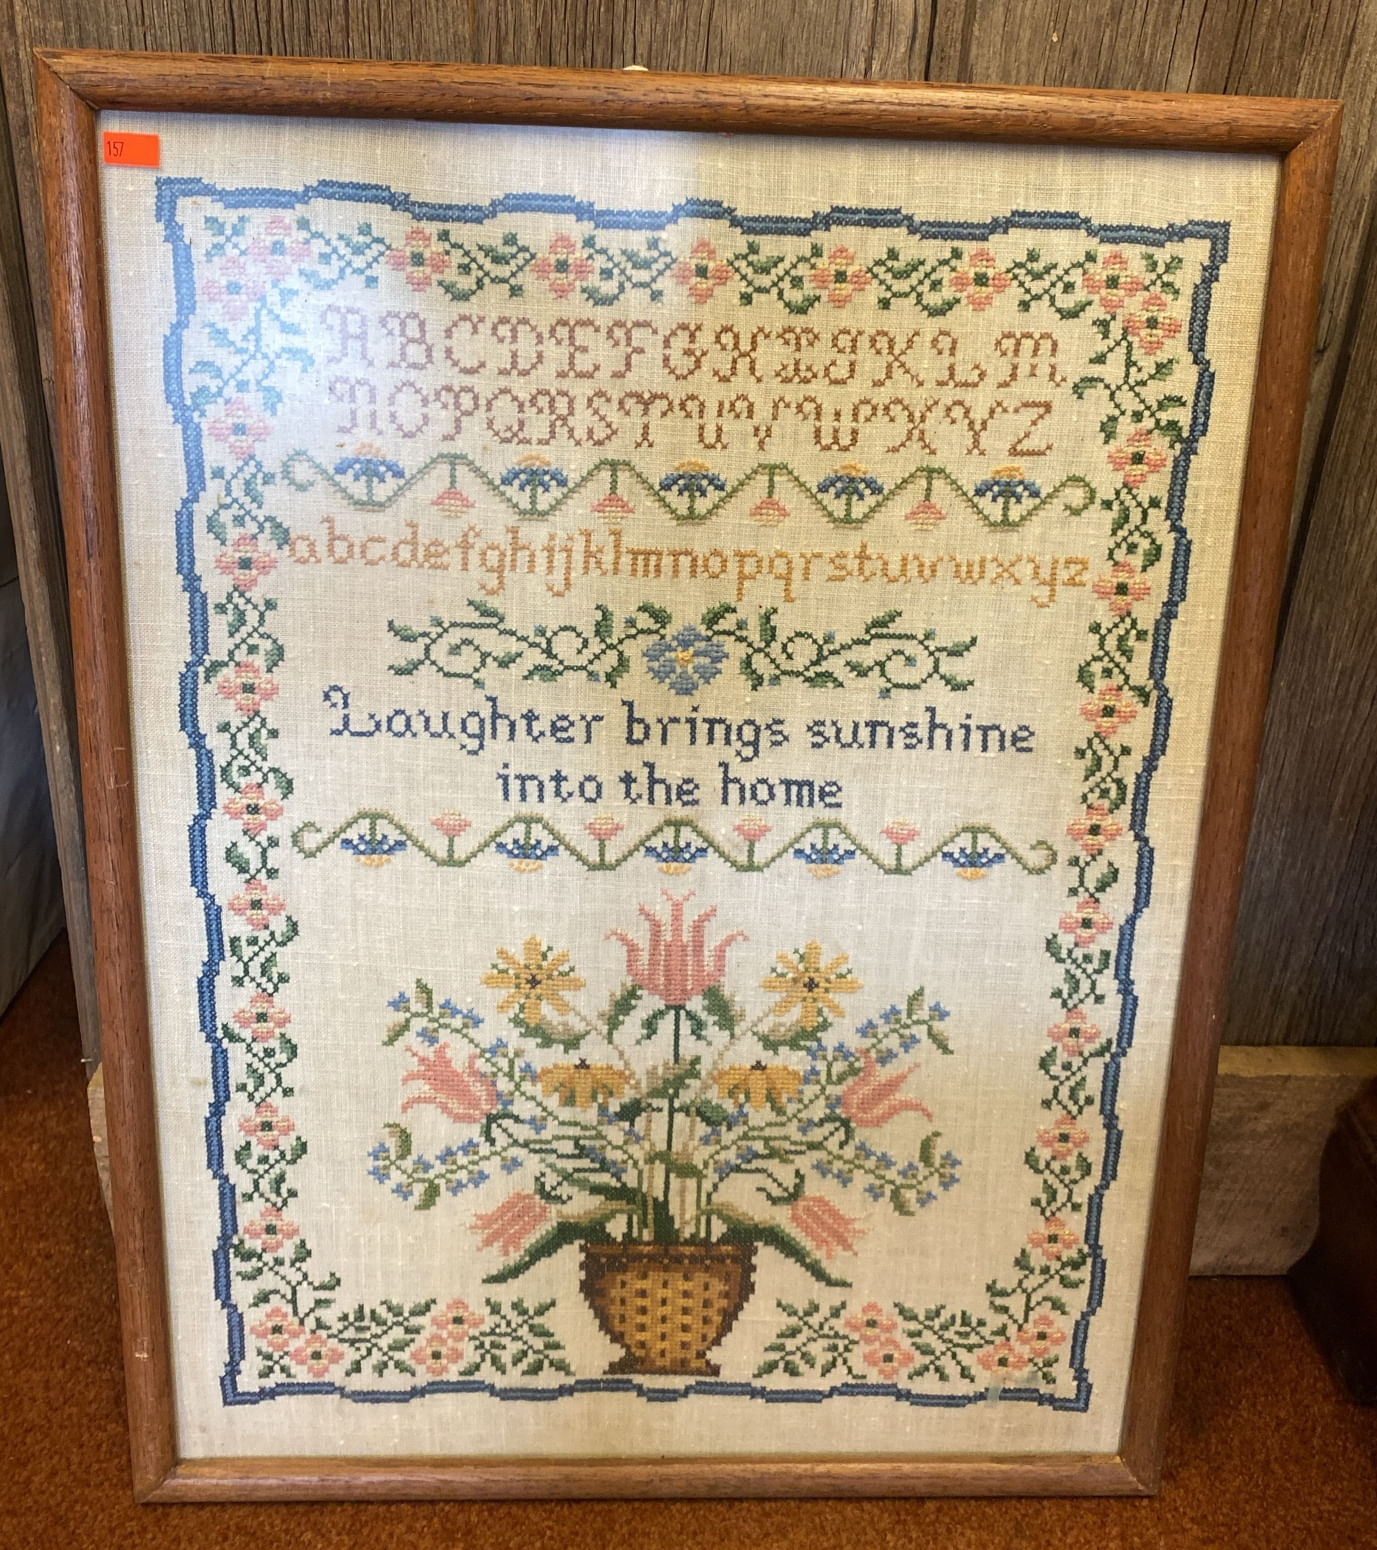 157
ABCDEFGHIJKLM
NOPQRSTUVWXYZ
abcdefghijklmnopqrstuvwxyz
Laughter brings sunshine
into the home